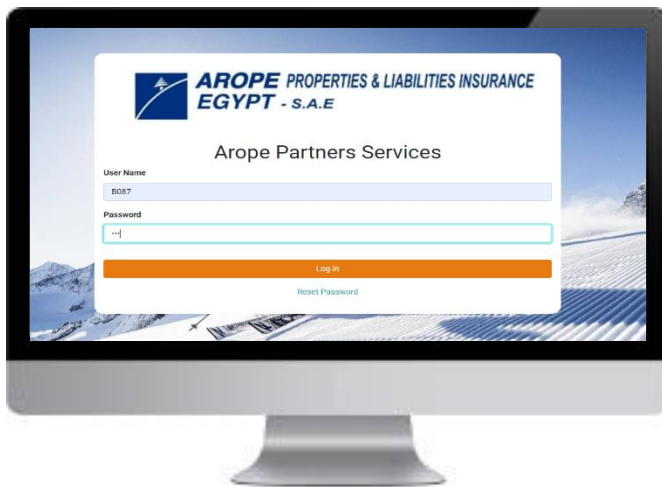 AROPE PROPERTIES & LIABILITIES INSURANCE
EGYPT - S.A.E
Arope Partners Services
User Name
B087
Password
Log in
Reset Password